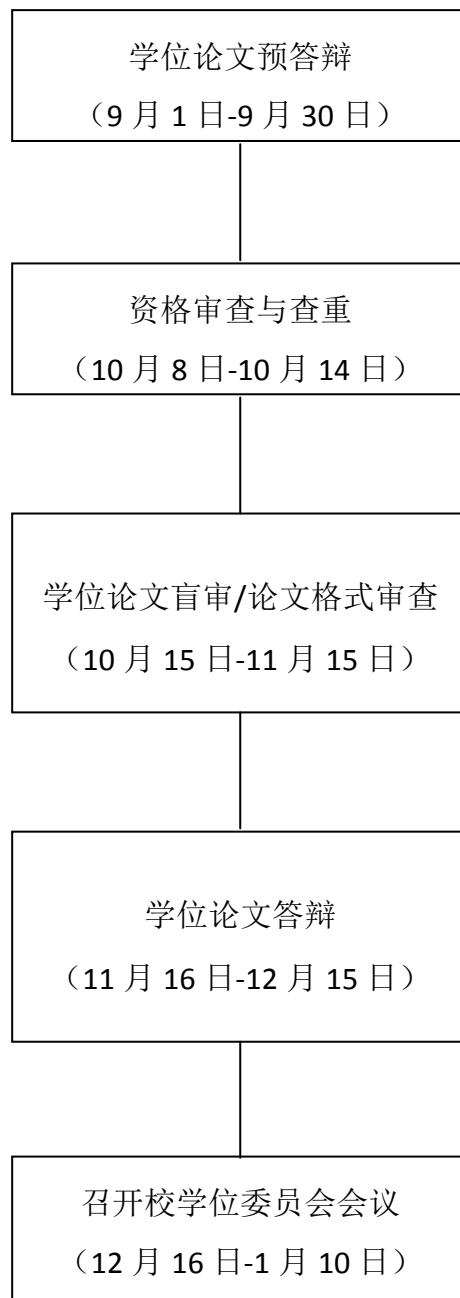 学位论文预答辩
（9 月 1 日-9 月 30 日）
资格审查与查重
（10 月 8 日-10 月 14 日）
学位论文盲审/论文格式审查
（10 月 15 日-11 月 15 日）
学位论文答辩
（11 月 16 日-12 月 15 日）
召开校学位委员会会议
（12 月 16 日-1 月 10 日）